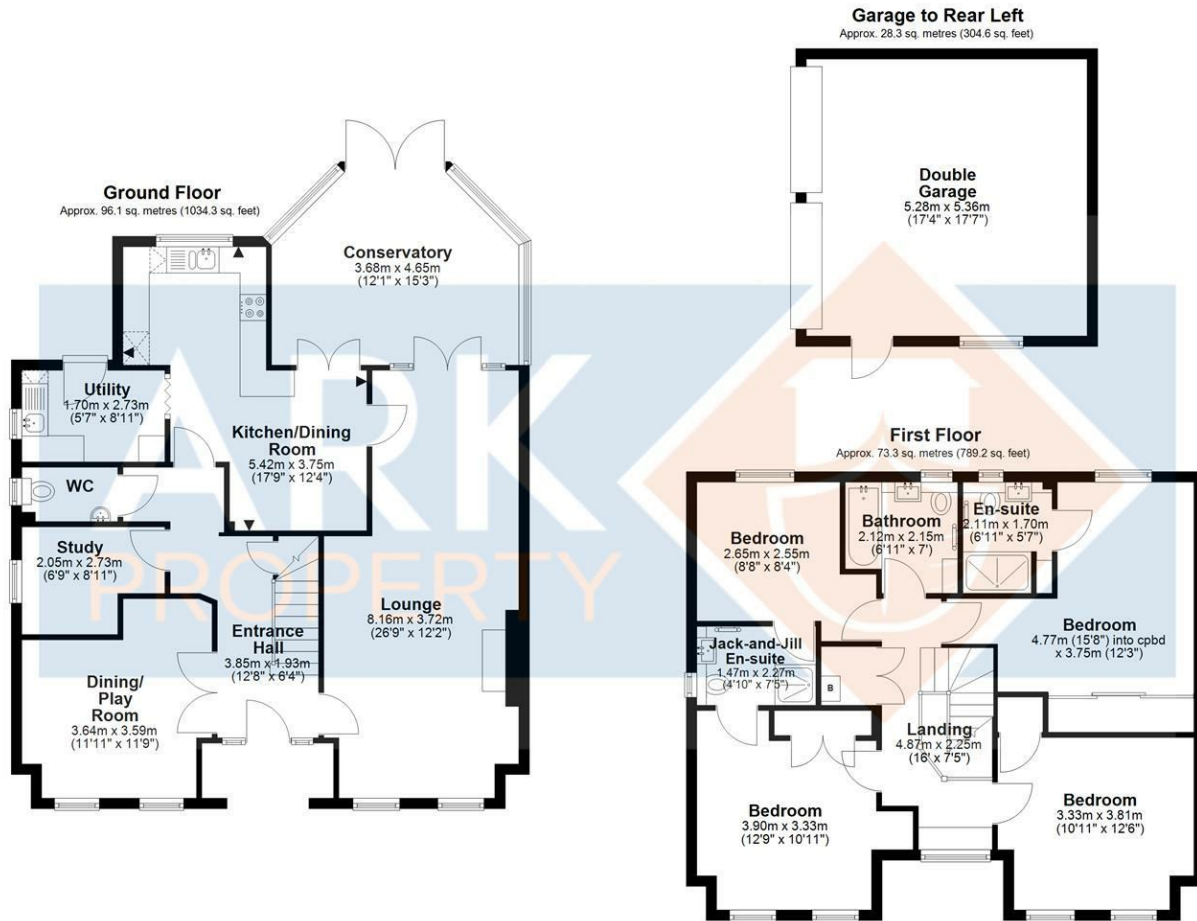 Garage to Rear Left
Approx. 28.3 sq. metres (304.6 sq. feet)
Double
Garage
5.28m x 5.36m
(17'4" x 17'7")
Ground Floor
Approx. 96.1 sq. metres (1034.3 sq. feet)
Conservatory
3.68m x 4.65m
(12'1" x 15'3")
Utility
1.70m x 2.73m
(5'7" x 8'11")
Kitchen/Dining
Room
5.42m x 3.75m
(17'9" x 12'4")
WC
Study
2.05m x 2.73m
(6'9" x 8'11")
Lounge
8.16m x 3.72m
(26'9" x 12'2")
Entrance
Hall
3.85m x 1.93m
(12'8" x 6'4")
Dining/
Play
Room
3.64m x 3.59m
(11'11" x 11'9")
First Floor
Approx. 73.3 sq. metres (789.2 sq. feet)
Bedroom
2.65m x 2.55m
(8'8" x 8'4")
Bathroom
2.12m x 2.15m
(6'11" x 7')
En-suite
2.11m x 1.70m
(6'11" x 5'7")
Bedroom
4.77m (15'8") into cpbd
x 3.75m (12'3")
Jack-and-Jill
En-suite
1.47m x 2.27m
(4'10" x 7'5")
B
Landing
4.87m x 2.25m
(16' x 7'5")
Bedroom
3.90m x 3.33m
(12'9" x 10'11")
Bedroom
3.33m x 3.81m
(10'11" x 12'6")
ARK
PROPERTY